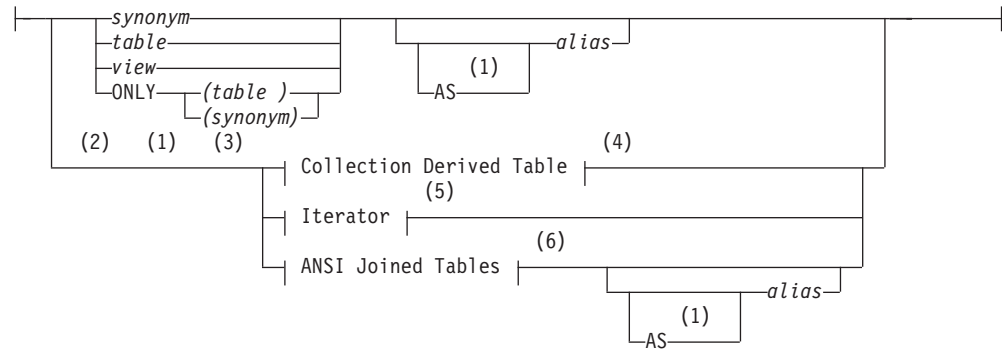 synonym
table alias
view (1)
ONLY (table ) AS
(synonym)
(2) (1) (3) (4)
Collection Derived Table
(5)
Iterator
(6)
ANSI Joined Tables
alias
(1)
AS